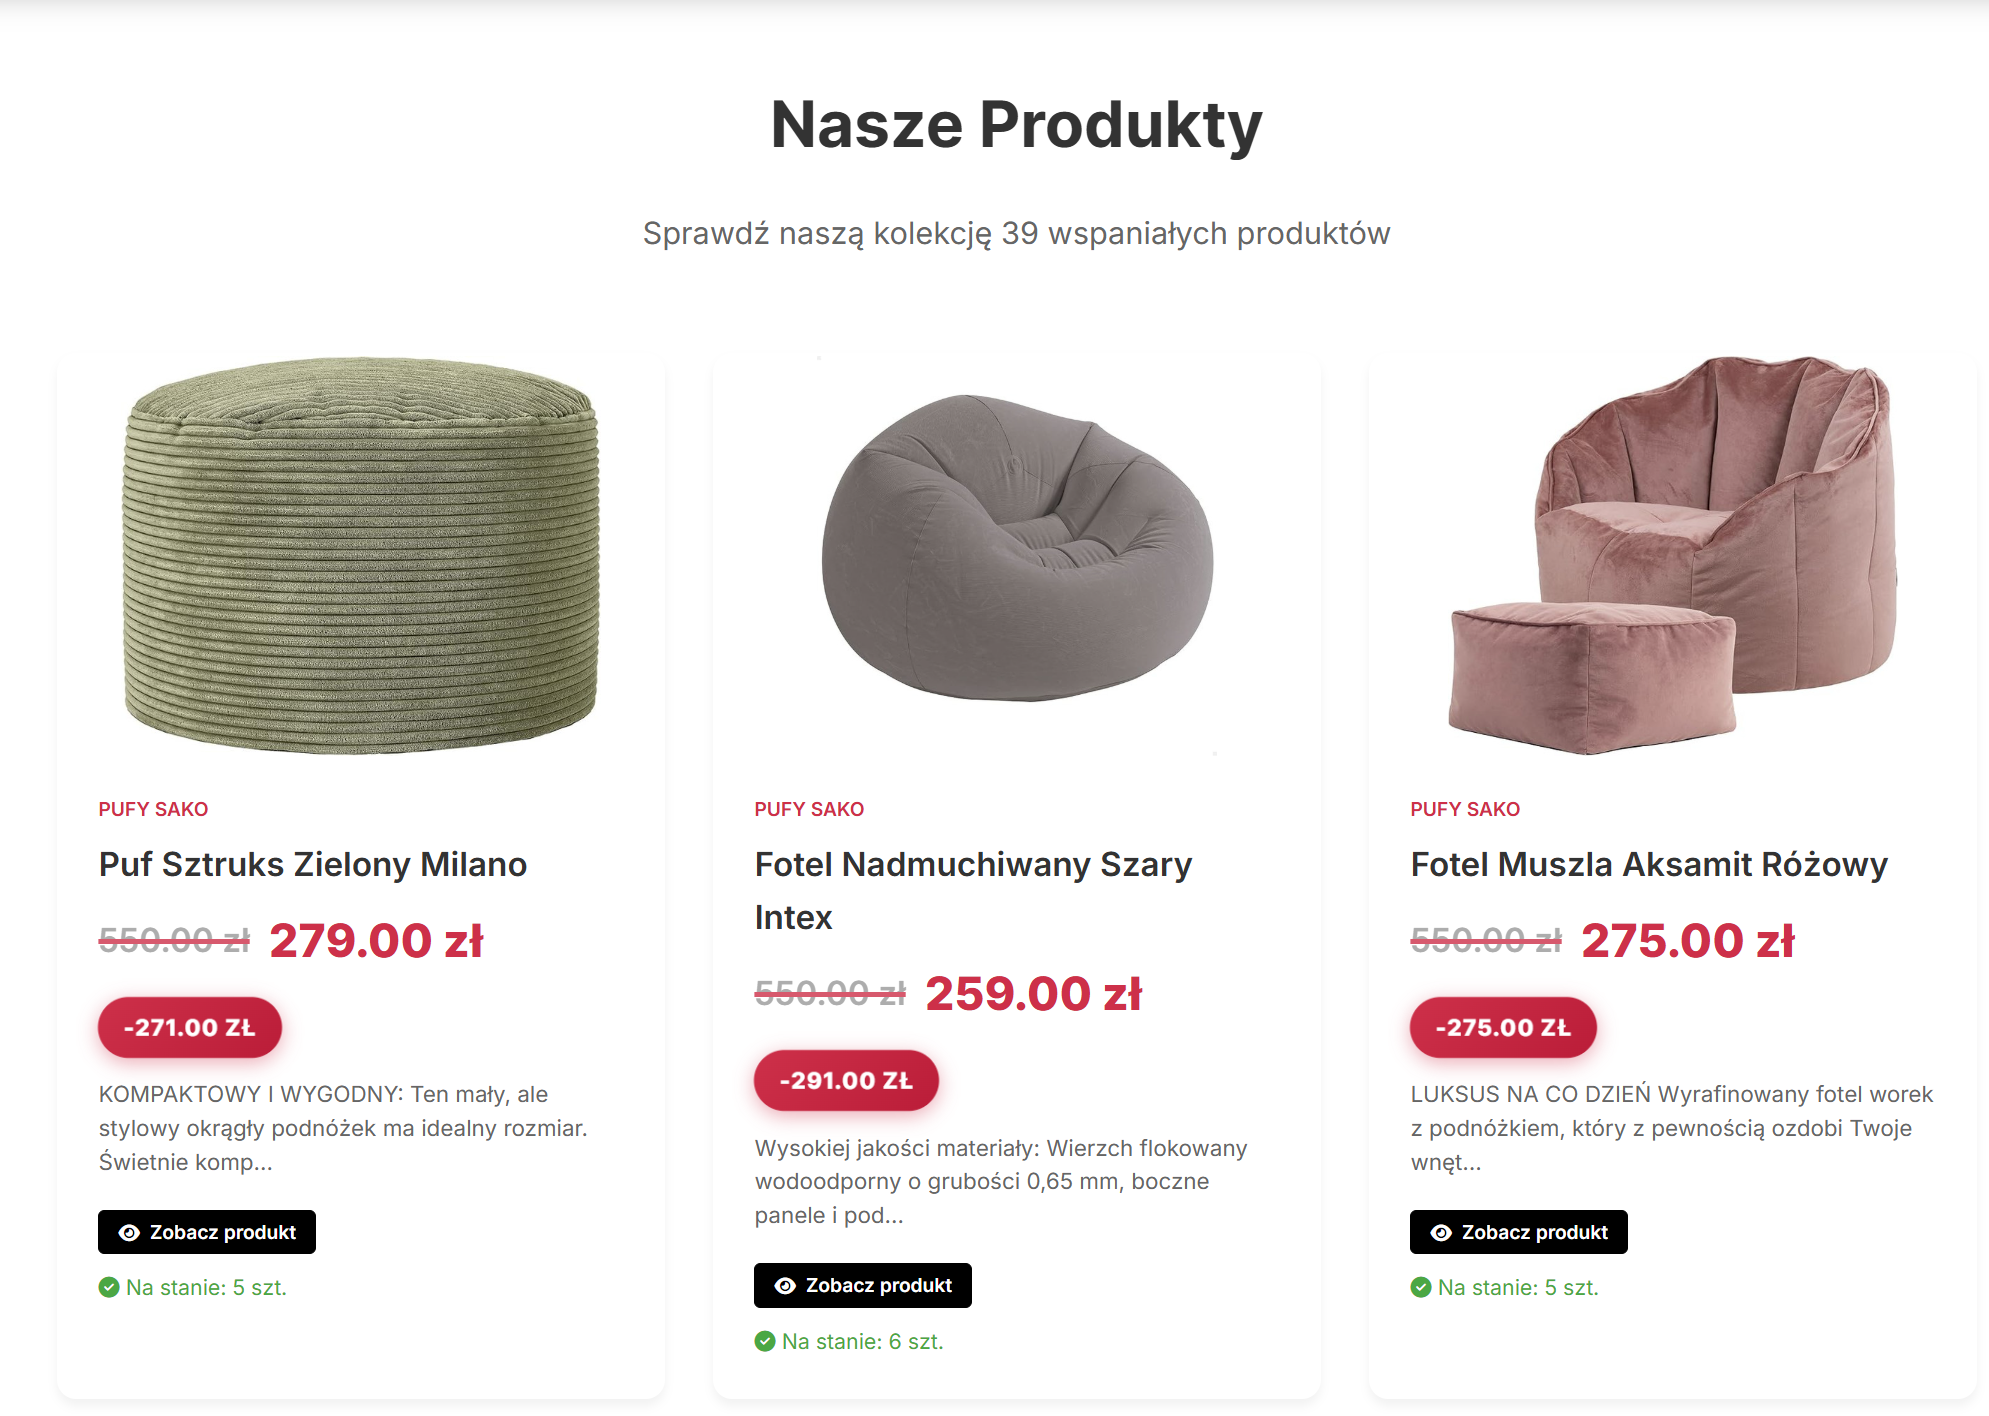 Nasze Produkty
Sprawdź naszą kolekcję 39 wspaniałych produktów
PUFY SAKO
Puf Sztruks Zielony Milano
550.00 zł 279.00 zł
-271.00 ZŁ
KOMPAKTOWY I WYGODNY: Ten mały, ale
stylowy okrągły podnóżek ma idealny rozmiar.
Świetnie komp...
Zobacz produkt
Na stanie: 5 szt.
PUFY SAKO
Fotel Nadmuchiwany Szary
Intex
550.00 zł 259.00 zł
-291.00 ZŁ
Wysokiej jakości materiały: Wierzch flokowany
wodoodporny o grubości 0,65 mm, boczne
panele i pod...
Zobacz produkt
Na stanie: 6 szt.
PUFY SAKO
Fotel Muszla Aksamit Różowy
550.00 zł 275.00 zł
-275.00 ZŁ
LUKSUS NA CO DZIEŃ Wyrafinowany fotel worek
z podnóżkiem, który z pewnością ozdobi Twoje
wnęt...
Zobacz produkt
Na stanie: 5 szt.